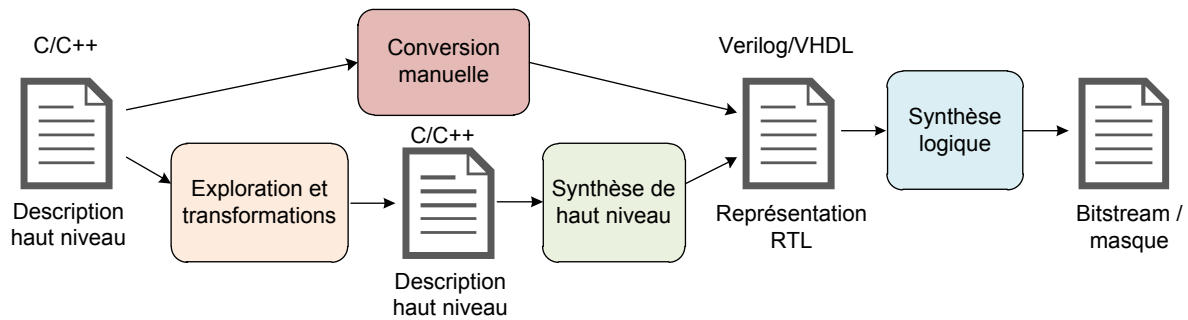 C/C++
Description
haut niveau
Conversion
manuelle
Exploration et
transformations
C/C++
Description
haut niveau
Synthèse de
haut niveau
Verilog/VHDL
Représentation
RTL
Synthèse
logique
Bitstream /
masque